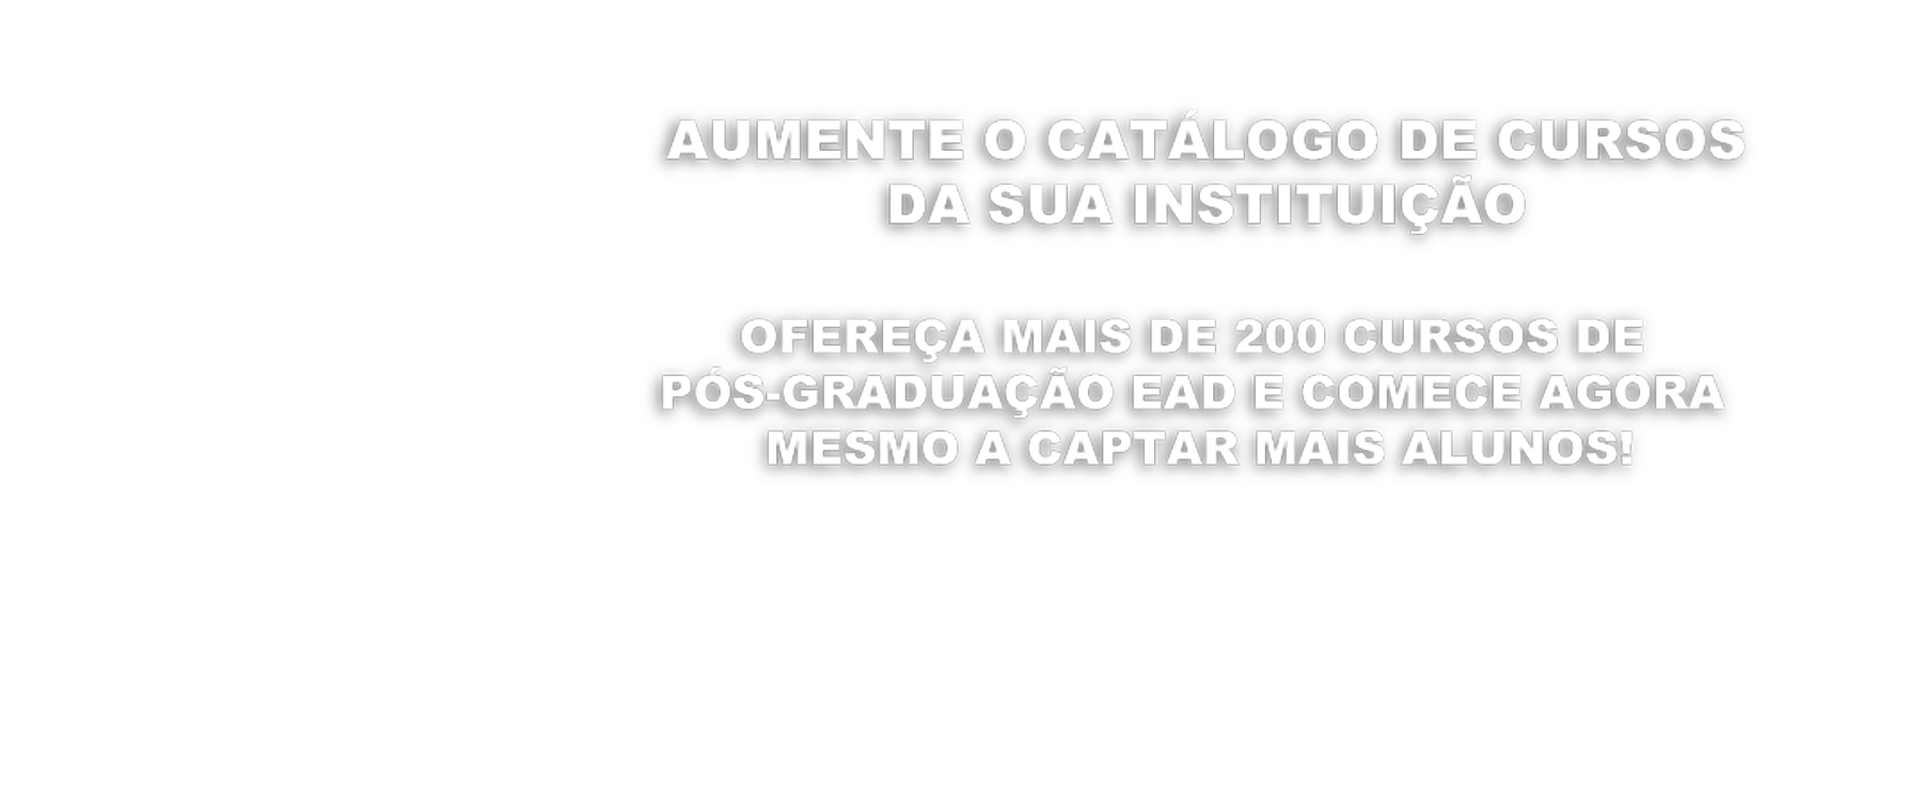 AUMENTE O CATÁLOGO DE CURSOS
DA SUA INSTITUIÇÃO
OFEREÇA MAIS DE 200 CURSOS DE
PÓS-GRADUAÇÃO EAD E COMECE AGORA
MESMO A CAPTAR MAIS ALUNOS!